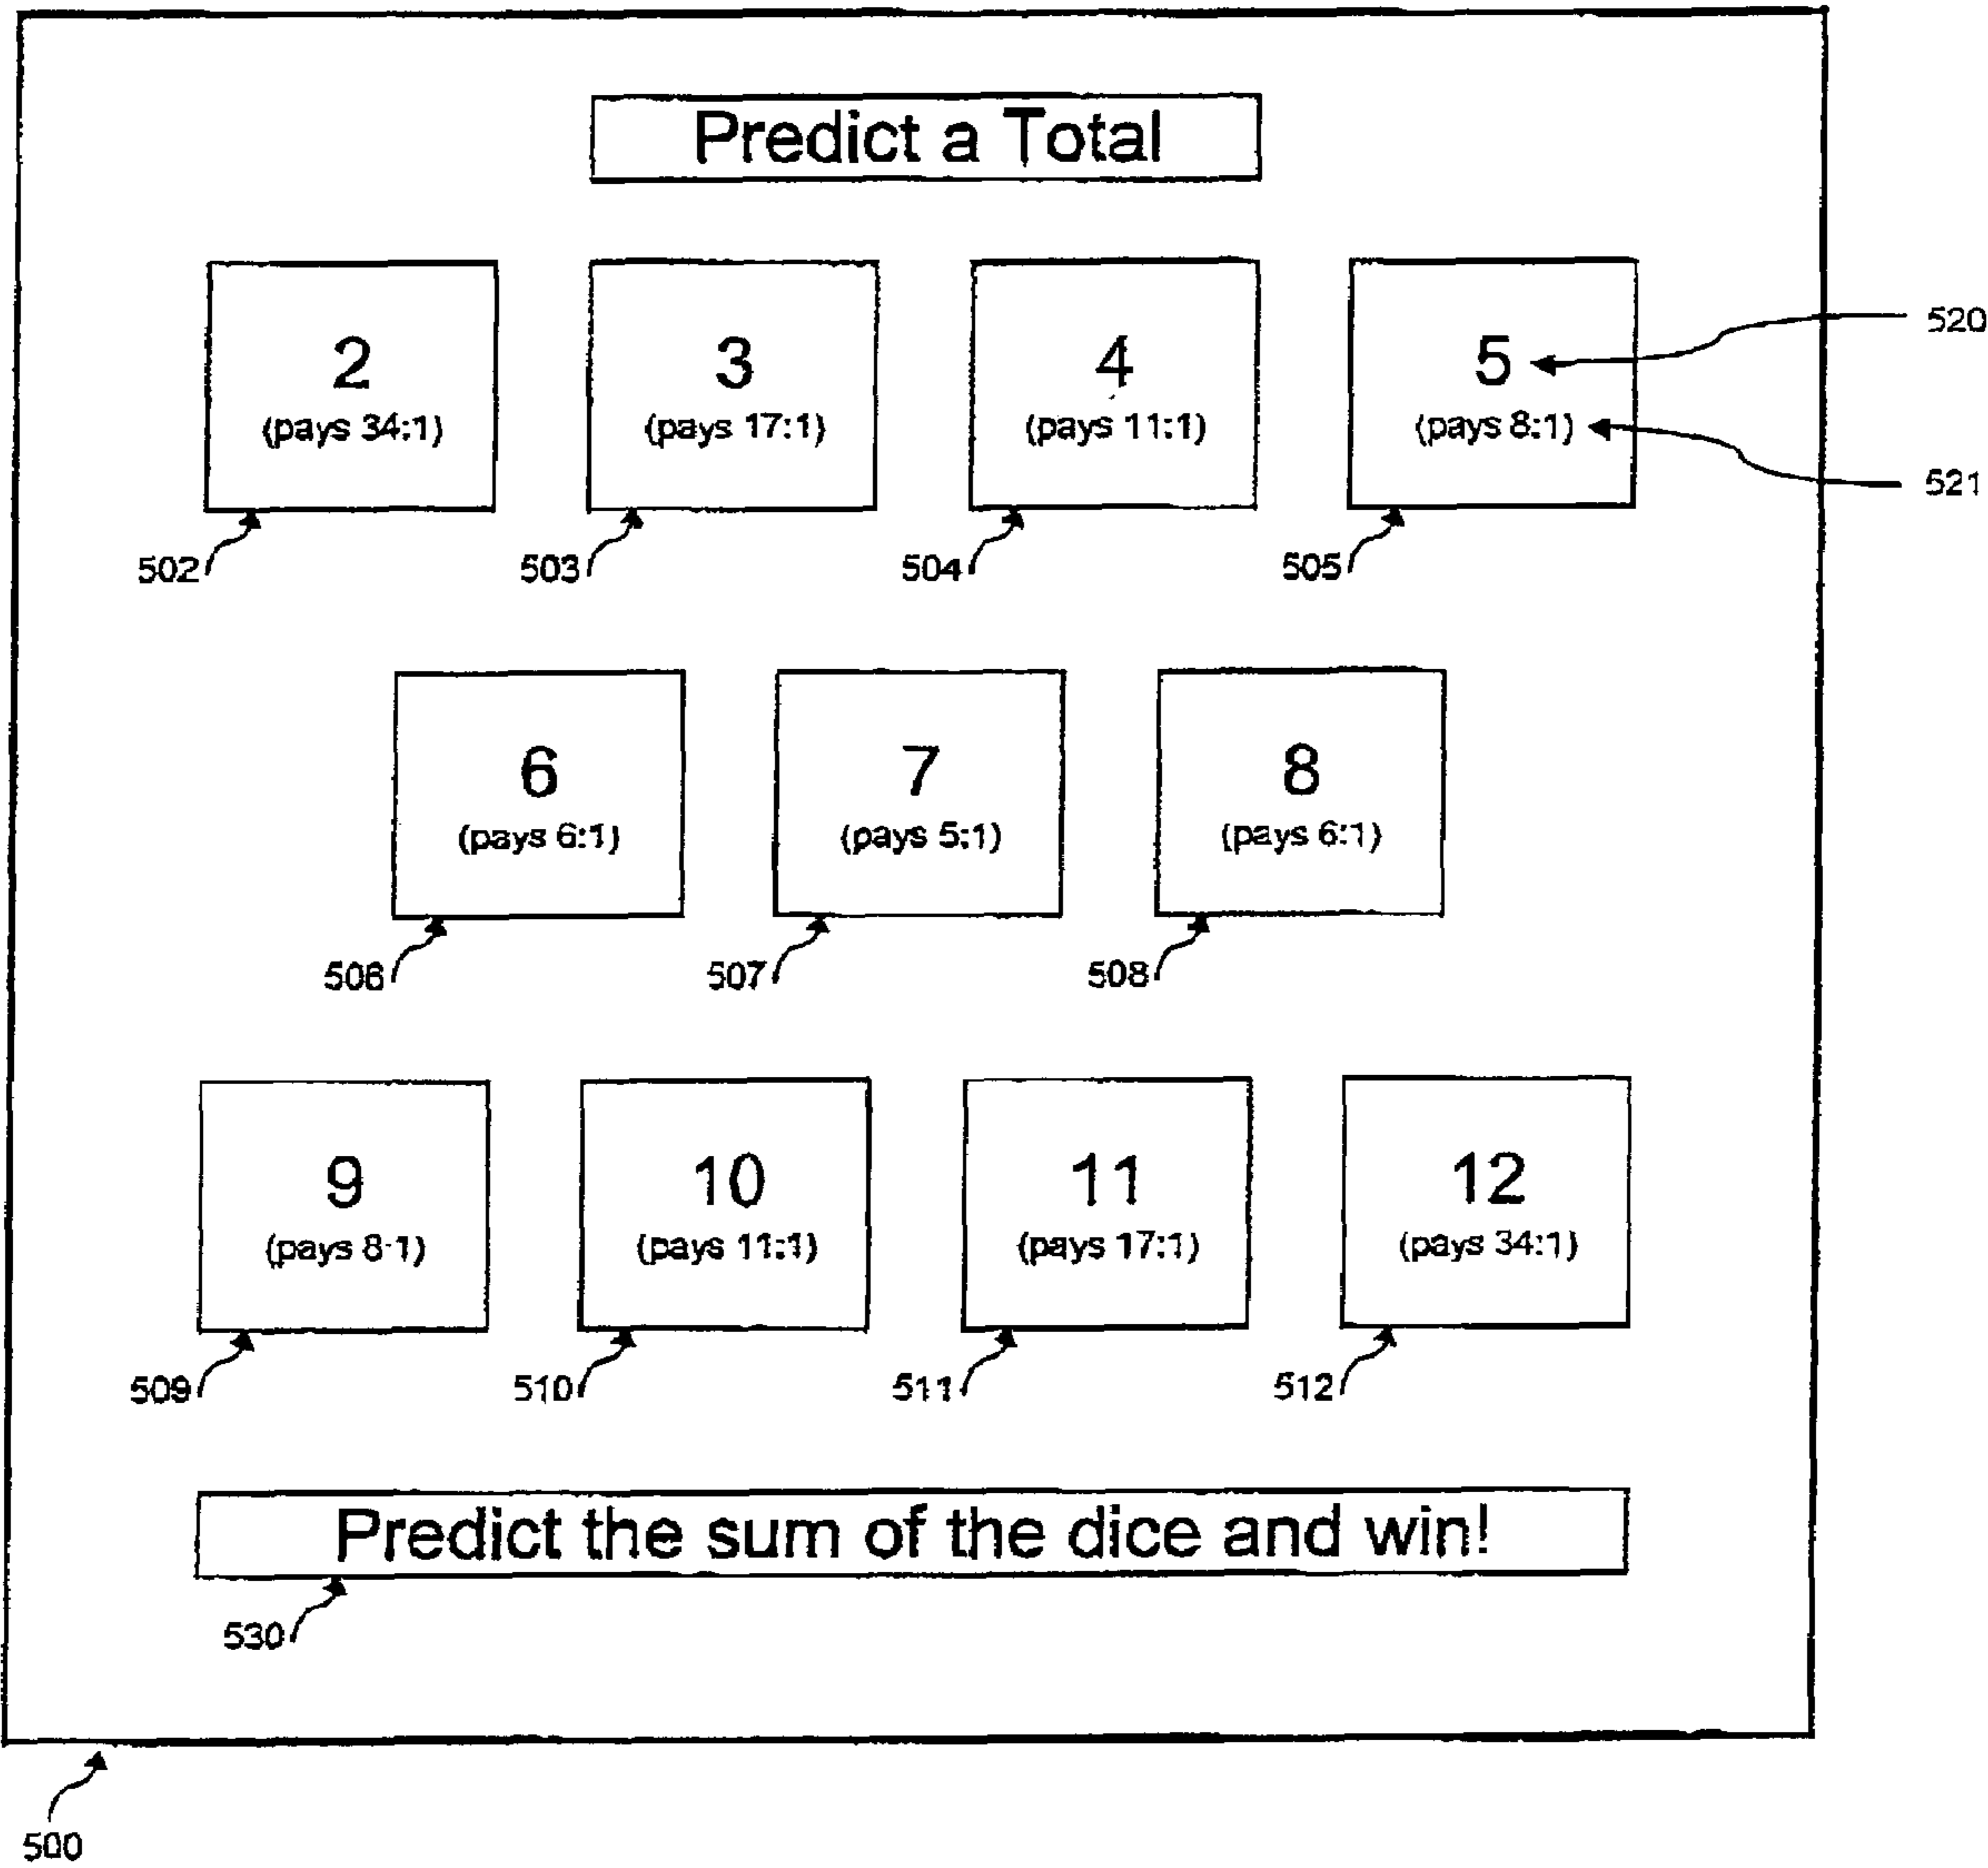 Predict a Total
2 3 4 5 520
(pays 34:1) (pays 17:1) (pays 11:1) (pays 8:1)
521
502 503 504 505
6 7 8
(pays 6:1) (pays 5:1) (pays 6:1)
506 507 508
9 10 11 12
(pays 8:1) (pays 11:1) (pays 17:1) (pays 34:1)
509 510 511 512
Predict the sum of the dice and win!
530
500